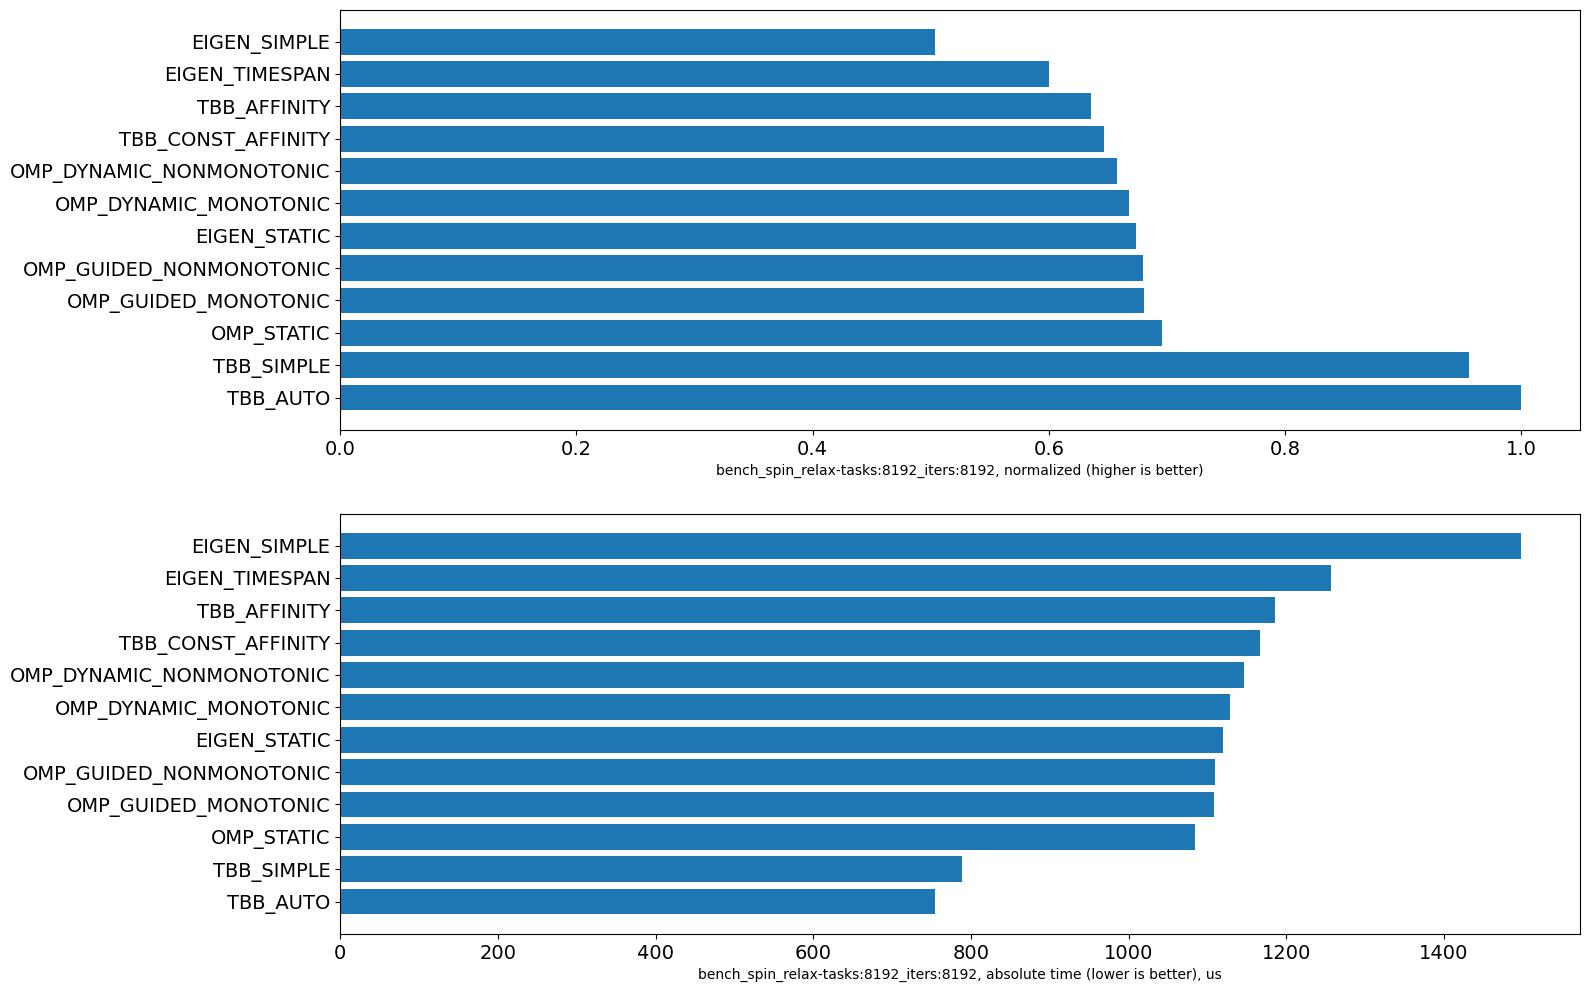 EIGEN_SIMPLE
EIGEN_TIMESPAN
TBB_AFFINITY
TBB_CONST_AFFINITY
OMP_DYNAMIC_NONMONOTONIC
OMP_DYNAMIC_MONOTONIC
EIGEN_STATIC
OMP_GUIDED_NONMONOTONIC
OMP_GUIDED_MONOTONIC
OMP_STATIC
TBB_SIMPLE
TBB_AUTO
0.0 0.2 0.4 0.6 0.8 1.0
bench_spin_relax-tasks:8192_iters:8192, normalized (higher is better)
EIGEN_SIMPLE
EIGEN_TIMESPAN
TBB_AFFINITY
TBB_CONST_AFFINITY
OMP_DYNAMIC_NONMONOTONIC
OMP_DYNAMIC_MONOTONIC
EIGEN_STATIC
OMP_GUIDED_NONMONOTONIC
OMP_GUIDED_MONOTONIC
OMP_STATIC
TBB_SIMPLE
TBB_AUTO
0 200 400 600 800 1000 1200 1400
bench_spin_relax-tasks:8192_iters:8192, absolute time (lower is better), us